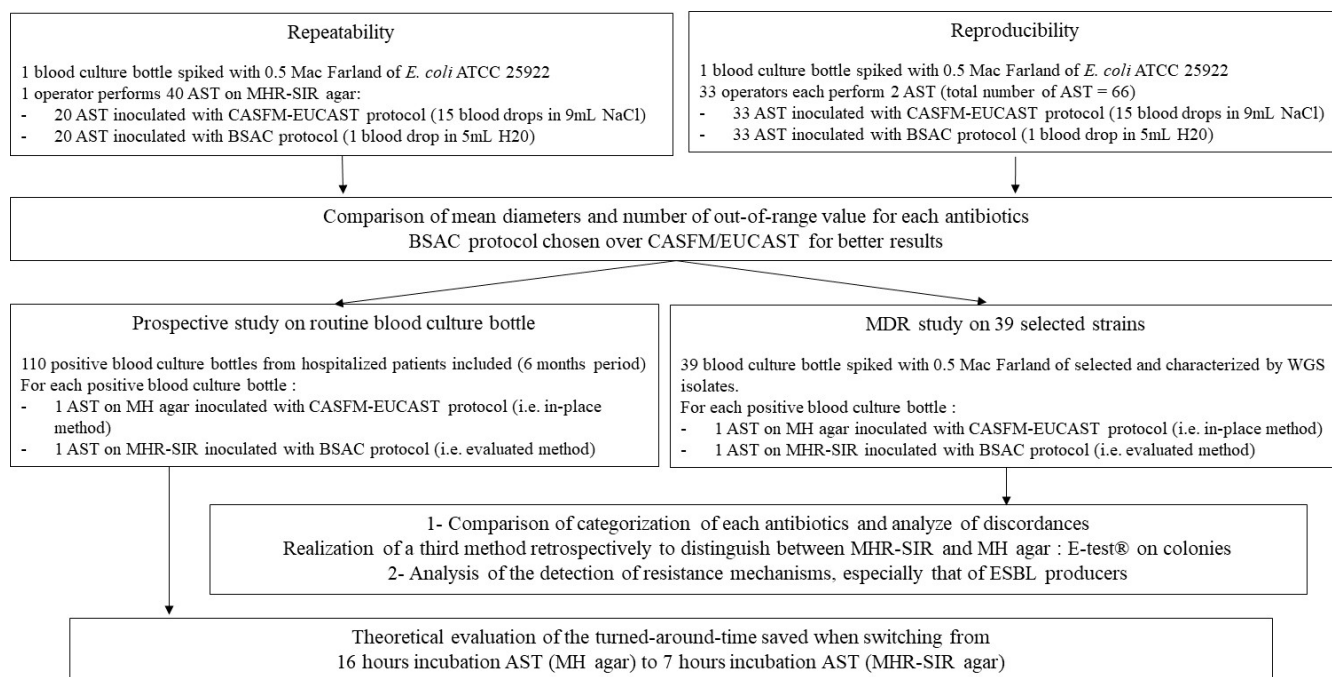 Repeatability
1 blood culture bottle spiked with 0.5 Mac Farland of E. coli ATCC 25922
1 operator performs 40 AST on MHR-SIR agar:
- 20 AST inoculated with CASFM-EUCAST protocol (15 blood drops in 9mL NaCl)
- 20 AST inoculated with BSAC protocol (1 blood drop in 5mL H20)
Reproducibility
1 blood culture bottle spiked with 0.5 Mac Farland of E. coli ATCC 25922
33 operators each perform 2 AST (total number of AST = 66)
- 33 AST inoculated with CASFM-EUCAST protocol (15 blood drops in 9mL NaCl)
- 33 AST inoculated with BSAC protocol (1 blood drop in 5mL H20)
Comparison of mean diameters and number of out-of-range value for each antibiotics
BSAC protocol chosen over CASFM/EUCAST for better results
Prospective study on routine blood culture bottle
110 positive blood culture bottles from hospitalized patients included (6 months period)
For each positive blood culture bottle :
- 1 AST on MH agar inoculated with CASFM-EUCAST protocol (i.e. in-place
method)
- 1 AST on MHR-SIR inoculated with BSAC protocol (i.e. evaluated method)
MDR study on 39 selected strains
39 blood culture bottle spiked with 0.5 Mac Farland of selected and characterized by WGS
isolates.
For each positive blood culture bottle :
- 1 AST on MH agar inoculated with CASFM-EUCAST protocol (i.e. in-place method)
- 1 AST on MHR-SIR inoculated with BSAC protocol (i.e. evaluated method)
1- Comparison of categorization of each antibiotics and analyze of discordances
Realization of a third method retrospectively to distinguish between MHR-SIR and MH agar : E-test® on colonies
2- Analysis of the detection of resistance mechanisms, especially that of ESBL producers
Theoretical evaluation of the turned-around-time saved when switching from
16 hours incubation AST (MH agar) to 7 hours incubation AST (MHR-SIR agar)